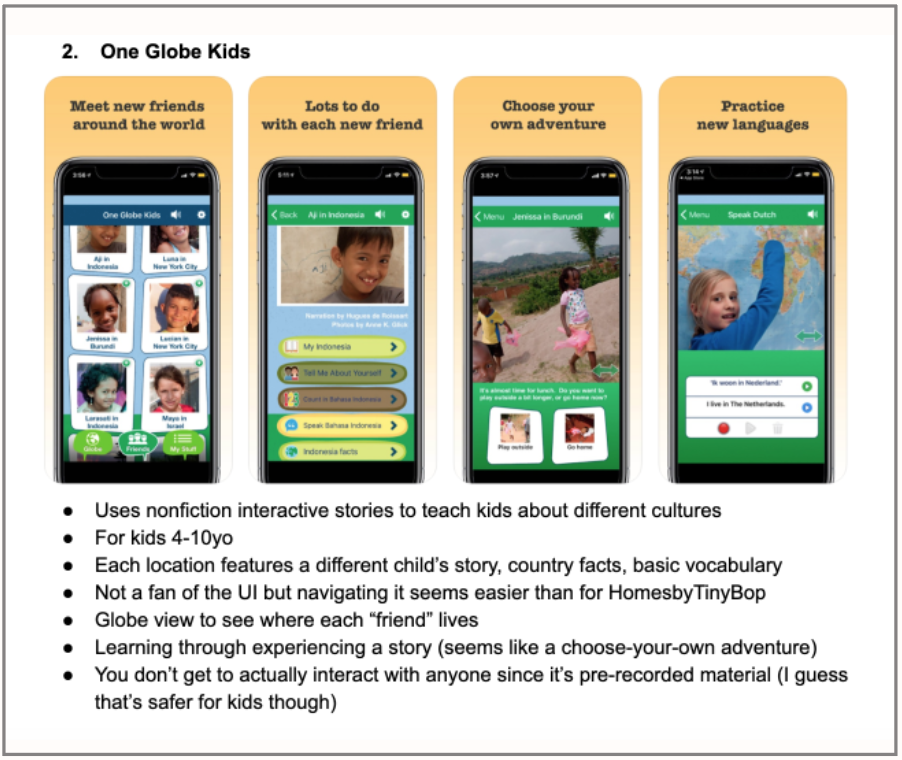 2. One Globe Kids
Meet new friends
around the world
3:56
One Globe Kids
Aji in
Indonesia
Luna in
New York City
Jenissa in
Burundi
Lucian in
New York City
Larasati in
Indonesia
Maya in
Israel
Globe
Friends
My Stuff
Lots to do
with each new friend
5:11
Back Aji in Indonesia
Narration by Hugues de Rosisart
Photos by Anne K. Glick
My Indonesia
Tell Me About Yourself
Count in Bahasa Indonesia
Speak Bahasa Indonesia
Indonesia facts
Choose your
own adventure
3:57
Menu Jenissa in Burundi
It's almost time for lunch. Do you want to
play outside a bit longer, or go home now?
Play outside
Go home
Practice
new languages
3:14
App Store
Menu Speak Dutch
'Ik woon in Nederland.'
I live in The Netherlands.
● Uses nonfiction interactive stories to teach kids about different cultures
● For kids 4-10yo
● Each location features a different child’s story, country facts, basic vocabulary
● Not a fan of the UI but navigating it seems easier than for HomesbyTinyBop
● Globe view to see where each “friend” lives
● Learning through experiencing a story (seems like a choose-your-own adventure)
● You don’t get to actually interact with anyone since it’s pre-recorded material (I guess
that’s safer for kids though)